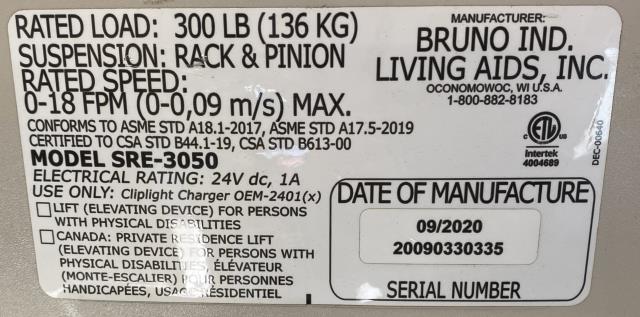 RATED LOAD: 300 LB (136 KG)
SUSPENSION: RACK & PINION
RATED SPEED:
0-18 FPM (0-0,09 m/s) MAX.
CONFORMS TO ASME STD A18.1-2017, ASME STD A17.5-2019
CERTIFIED TO CSA STD B44.1-19, CSA STD B613-00
MODEL SRE-3050
ELECTRICAL RATING: 24V dc, 1A
USE ONLY: Cliplight Charger OEM-2401(x)
LIFT (ELEVATING DEVICE) FOR PERSONS
WITH PHYSICAL DISABILITIES
CANADA: PRIVATE RESIDENCE LIFT
(ELEVATING DEVICE) FOR PERSONS WITH
PHYSICAL DISABILITIES, ÉLÉVATEUR
(MONTE-ESCALIER) POUR PERSONNES
HANDICAPÉES, USAGE RÉSIDENTIEL
MANUFACTURER:
BRUNO IND.
LIVING AIDS, INC.
OCONOMOWOC, WI U.S.A.
1-800-882-8183
C ETL US
Intertek
4004689
DEC-00640
DATE OF MANUFACTURE
09/2020
20090330335
SERIAL NUMBER